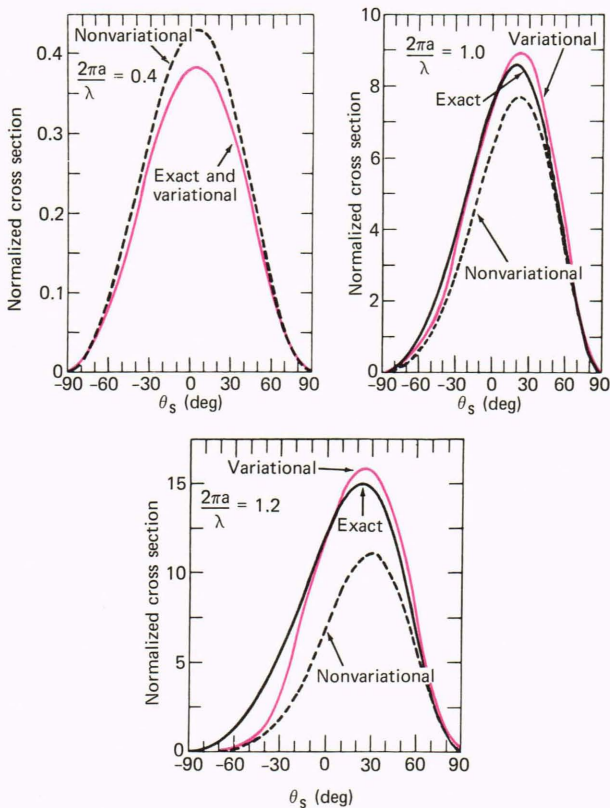 Nonvariational
2πa/λ = 0.4
Exact and
variational
Normalized cross section
0.4
0.3
0.2
0.1
0
-90 -60 -30 0 30 60 90
θs (deg)
2πa/λ = 1.0
Variational
Exact
Nonvariational
Normalized cross section
10
8
6
4
2
0
-90 -60 -30 0 30 60 90
θs (deg)
Variational
2πa/λ = 1.2
Exact
Nonvariational
Normalized cross section
15
10
5
0
-90 -60 -30 0 30 60 90
θs (deg)